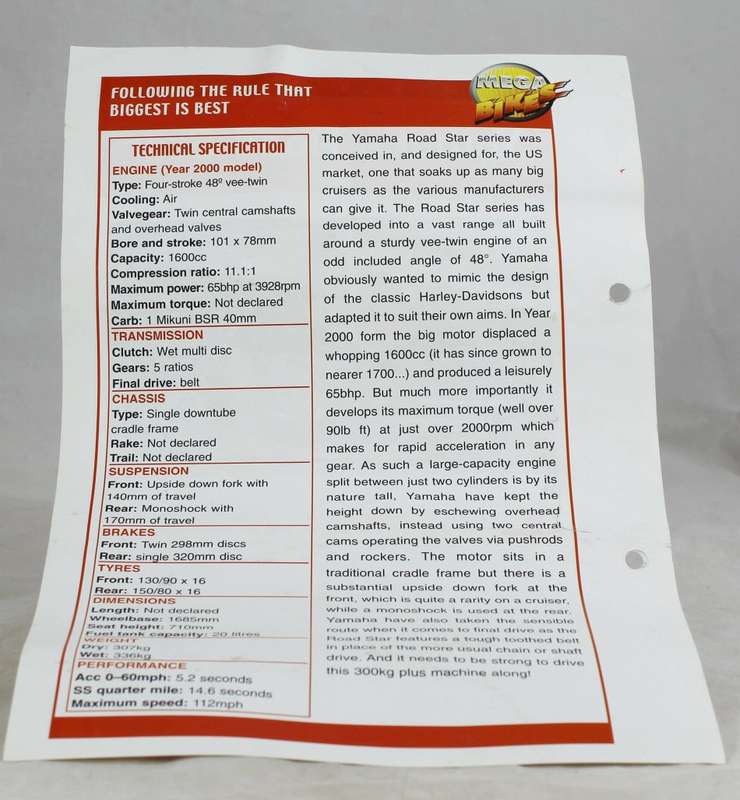 FOLLOWING THE RULE THAT
BIGGEST IS BEST
MEGA
BIKES
TECHNICAL SPECIFICATION
ENGINE (Year 2000 model)
Type: Four-stroke 48º vee-twin
Cooling: Air
Valvegear: Twin central camshafts
and overhead valves
Bore and stroke: 101 x 78mm
Capacity: 1600cc
Compression ratio: 11.1:1
Maximum power: 65bhp at 3928rpm
Maximum torque: Not declared
Carb: 1 Mikuni BSR 40mm
TRANSMISSION
Clutch: Wet multi disc
Gears: 5 ratios
Final drive: belt
CHASSIS
Type: Single downtube
cradle frame
Rake: Not declared
Trail: Not declared
SUSPENSION
Front: Upside down fork with
140mm of travel
Rear: Monoshock with
170mm of travel
BRAKES
Front: Twin 298mm discs
Rear: single 320mm disc
TYRES
Front: 130/90 x 16
Rear: 150/80 x 16
DIMENSIONS
Length: Not declared
Wheelbase: 1685mm
Seat height: 710mm
Fuel tank capacity: 20 litres
WEIGHT
Dry: 307kg
Wet: 336kg
PERFORMANCE
Acc 0–60mph: 5.2 seconds
SS quarter mile: 14.6 seconds
Maximum speed: 112mph
The Yamaha Road Star series was
conceived in, and designed for, the US
market, one that soaks up as many big
cruisers as the various manufacturers
can give it. The Road Star series has
developed into a vast range all built
around a sturdy vee-twin engine of an
odd included angle of 48°. Yamaha
obviously wanted to mimic the design
of the classic Harley-Davidsons but
adapted it to suit their own aims. In Year
2000 form the big motor displaced a
whopping 1600cc (it has since grown to
nearer 1700...) and produced a leisurely
65bhp. But much more importantly it
develops its maximum torque (well over
90lb ft) at just over 2000rpm which
makes for rapid acceleration in any
gear. As such a large-capacity engine
split between just two cylinders is by its
nature tall, Yamaha have kept the
height down by eschewing overhead
camshafts, instead using two central
cams operating the valves via pushrods
and rockers. The motor sits in a
traditional cradle frame but there is a
substantial upside down fork at the
front, which is quite a rarity on a cruiser,
while a monoshock is used at the rear.
Yamaha have also taken the sensible
route when it comes to final drive as the
Road Star features a tough toothed belt
in place of the more usual chain or shaft
drive. And it needs to be strong to drive
this 300kg plus machine along!